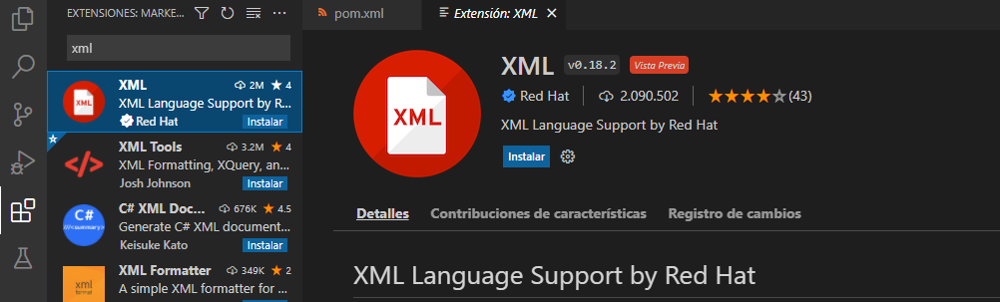 EXTENSIONES: MARKE...
xml
XML
2M ★ 4
XML Language Support by R...
Red Hat
Instalar
XML Tools
3.2M ★ 4
XML Formatting, XQuery, an...
Josh Johnson
Instalar
C#
C# XML Doc...
676K ★ 4.5
Generate C# XML document...
Keisuke Kato
Instalar
xml
format
XML Formatter
349K ★ 2
A simple XML formatter for ...
Instalar
pom.xml
Extensión: XML
XML
XML v0.18.2 Vista Previa
Red Hat | 2.090.502 | ★★★★☆(43)
XML Language Support by Red Hat
Instalar
Detalles Contribuciones de características Registro de cambios
XML Language Support by Red Hat